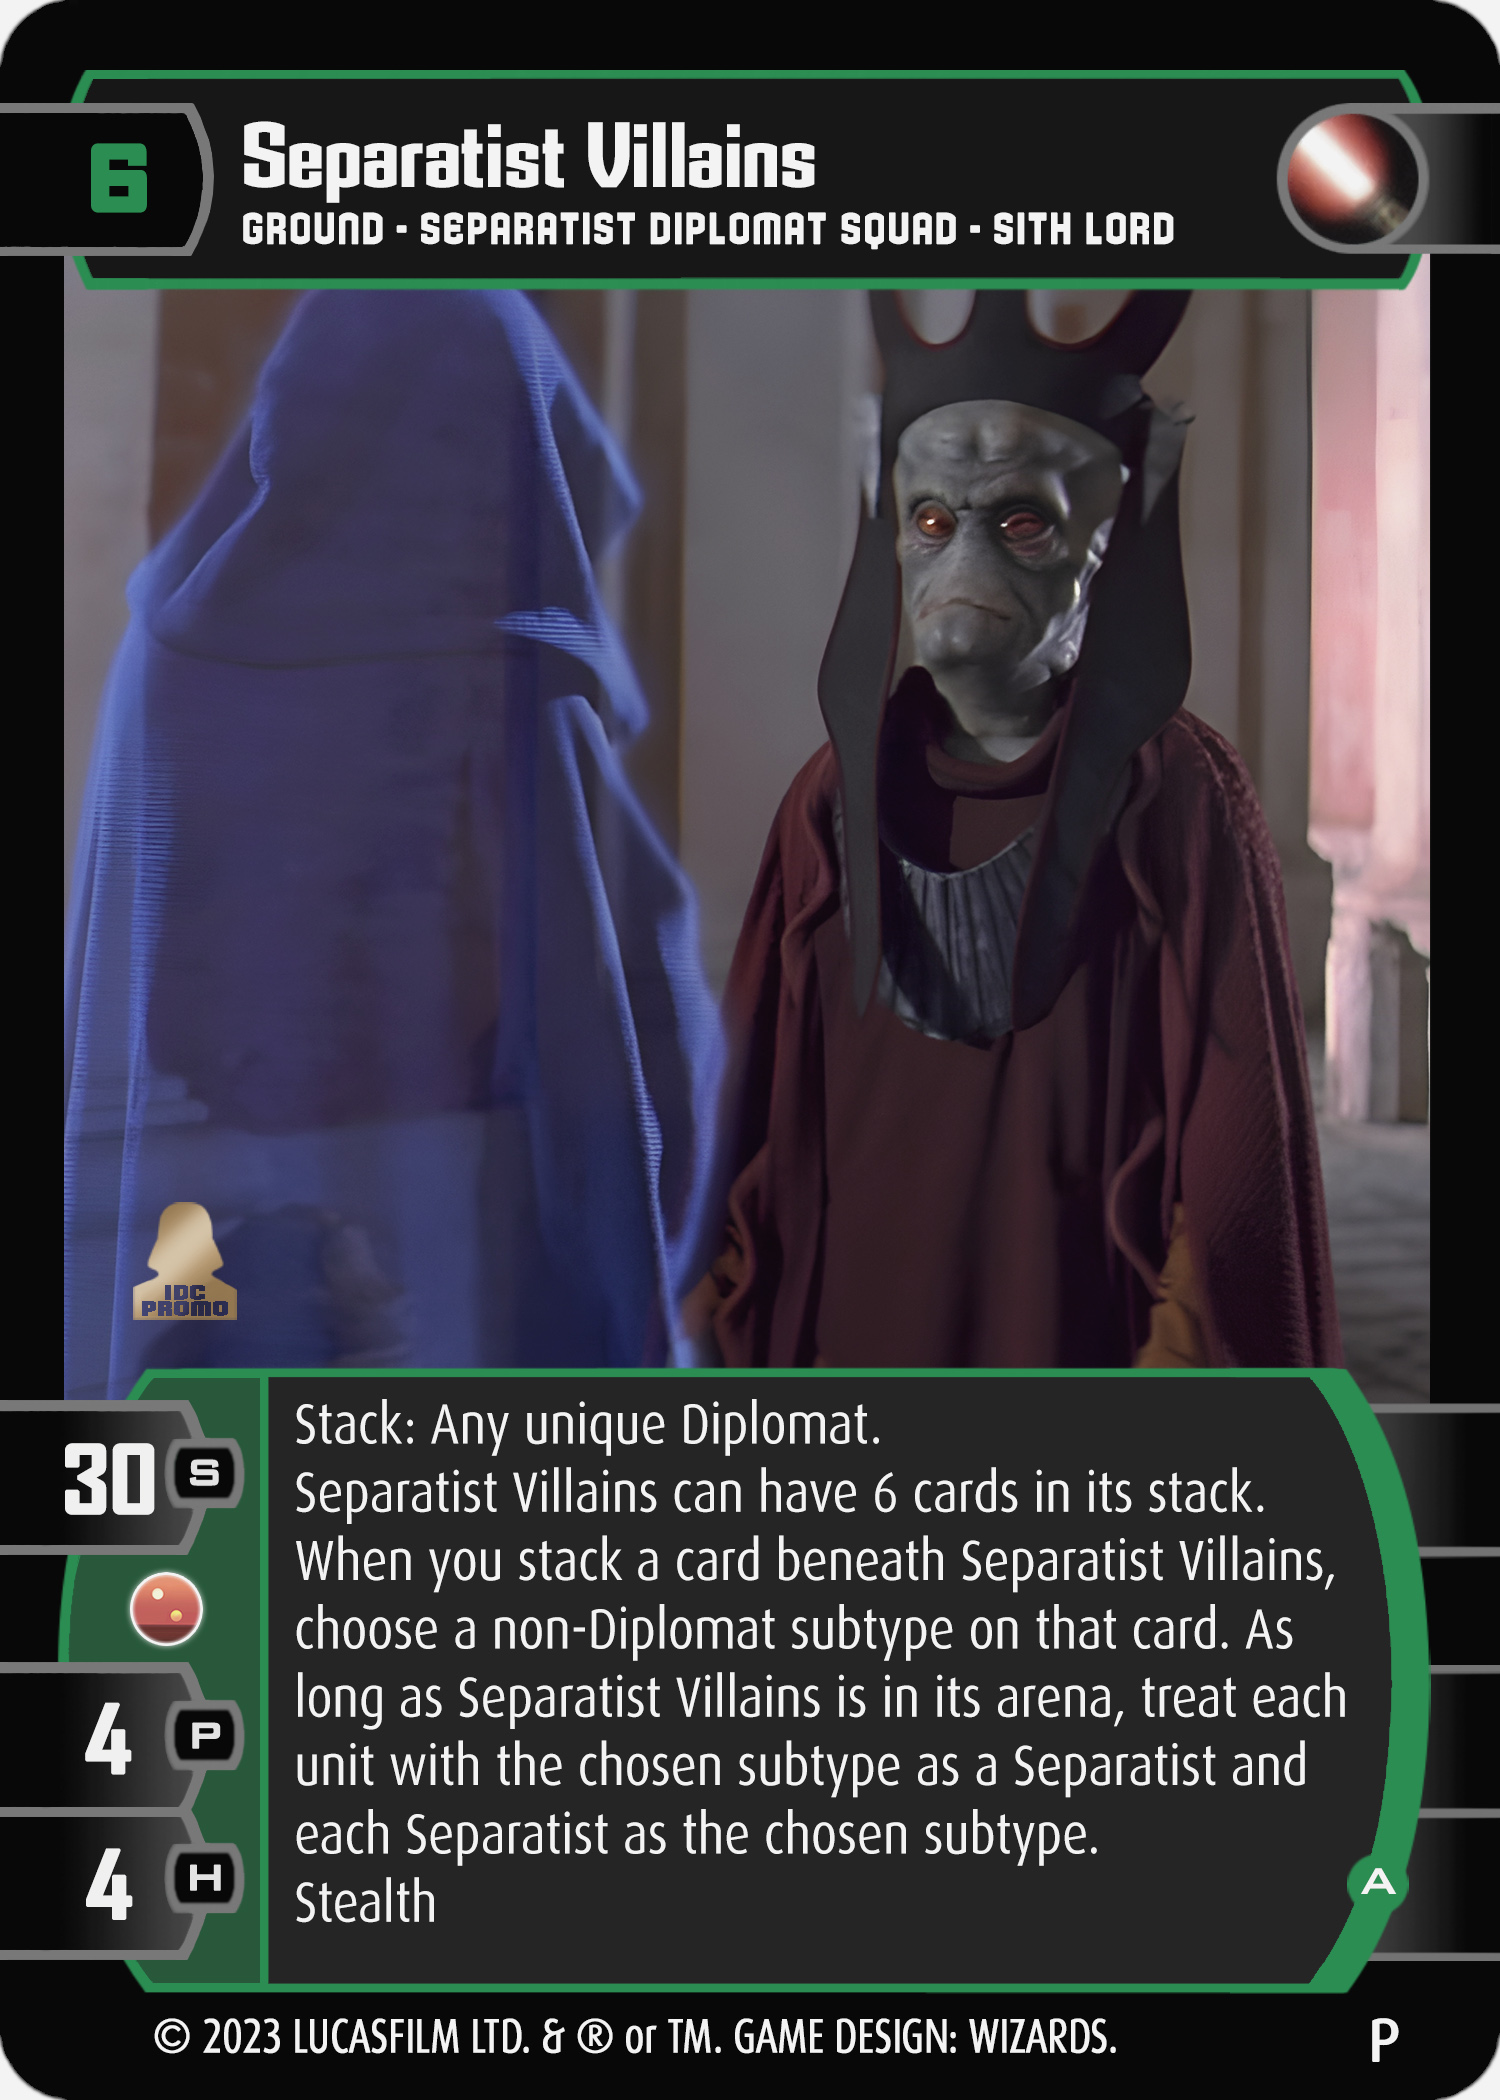 6
Separatist Villains
GROUND - SEPARATIST DIPLOMAT SQUAD - SITH LORD
IDC
PROMO
30 S
4 P
4 H
Stack: Any unique Diplomat.
Separatist Villains can have 6 cards in its stack.
When you stack a card beneath Separatist Villains,
choose a non-Diplomat subtype on that card. As
long as Separatist Villains is in its arena, treat each
unit with the chosen subtype as a Separatist and
each Separatist as the chosen subtype.
Stealth
A
© 2023 LUCASFILM LTD. & ® or TM. GAME DESIGN: WIZARDS.
P